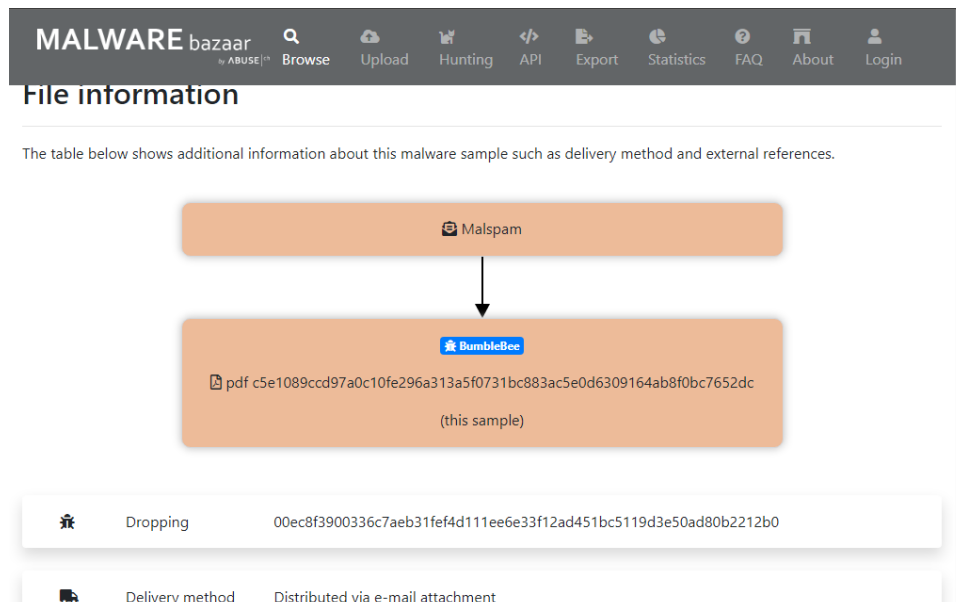 MALWARE bazaar
by ABUSE|ch
Browse
Upload
Hunting
API
Export
Statistics
FAQ
About
Login
File information
The table below shows additional information about this malware sample such as delivery method and external references.
Malspam
BumbleBee
pdf c5e1089ccd97a0c10fe296a313a5f0731bc883ac5e0d6309164ab8f0bc7652dc
(this sample)
Dropping 00ec8f3900336c7aeb31fef4d111ee6e33f12ad451bc5119d3e50ad80b2212b0
Delivery method Distributed via e-mail attachment